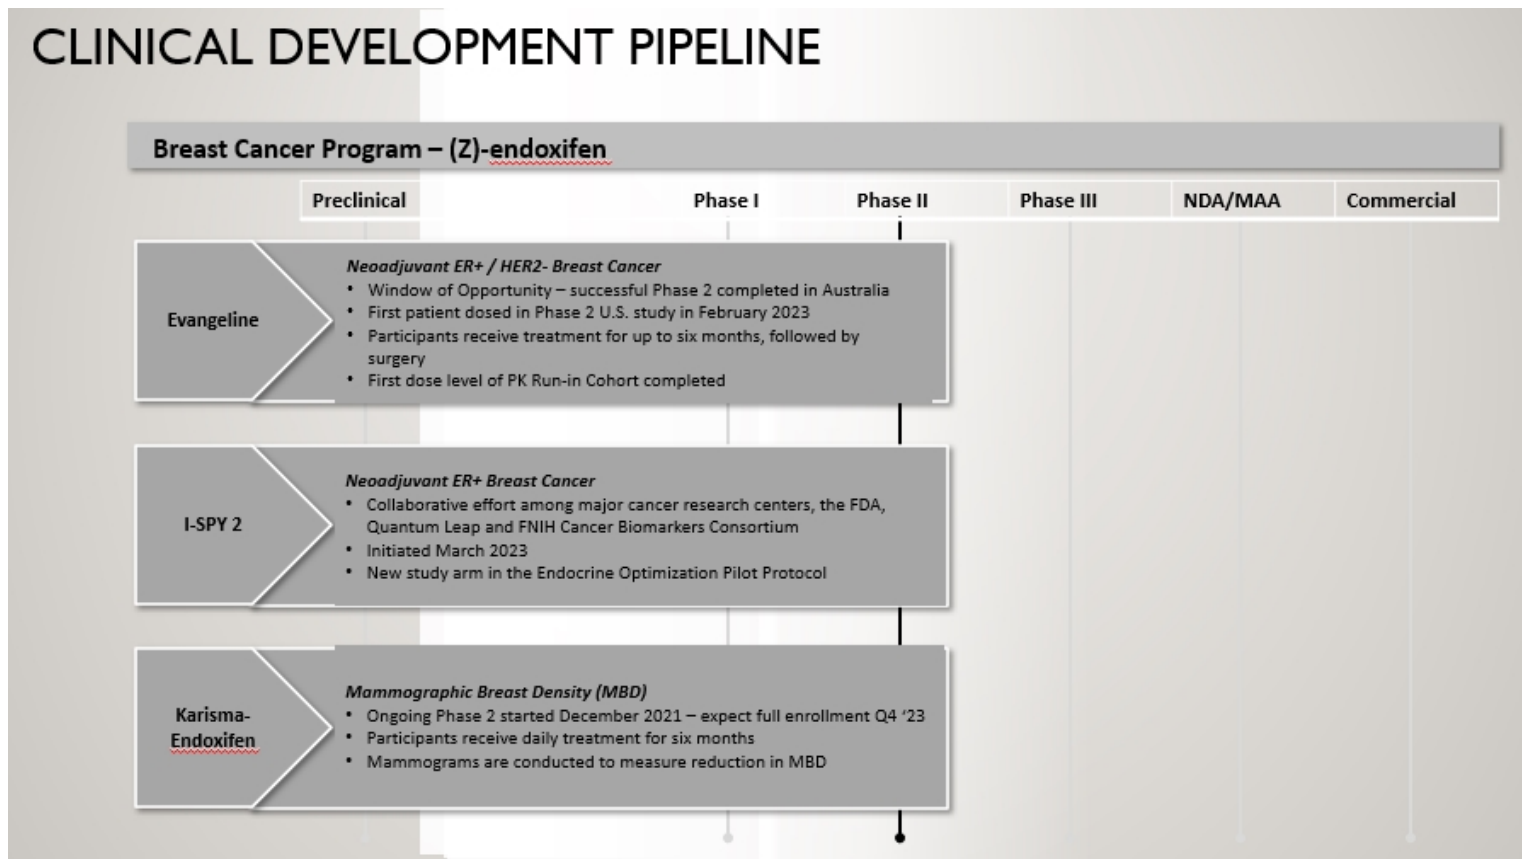 CLINICAL DEVELOPMENT PIPELINE
Breast Cancer Program – (Z)-endoxifen
Preclinical Phase I Phase II Phase III NDA/MAA Commercial
Evangeline
Neoadjuvant ER+ / HER2- Breast Cancer
• Window of Opportunity – successful Phase 2 completed in Australia
• First patient dosed in Phase 2 U.S. study in February 2023
• Participants receive treatment for up to six months, followed by
surgery
• First dose level of PK Run-in Cohort completed
I-SPY 2
Neoadjuvant ER+ Breast Cancer
• Collaborative effort among major cancer research centers, the FDA,
Quantum Leap and FNIH Cancer Biomarkers Consortium
• Initiated March 2023
• New study arm in the Endocrine Optimization Pilot Protocol
Karisma-
Endoxifen
Mammographic Breast Density (MBD)
• Ongoing Phase 2 started December 2021 – expect full enrollment Q4 ‘23
• Participants receive daily treatment for six months
• Mammograms are conducted to measure reduction in MBD